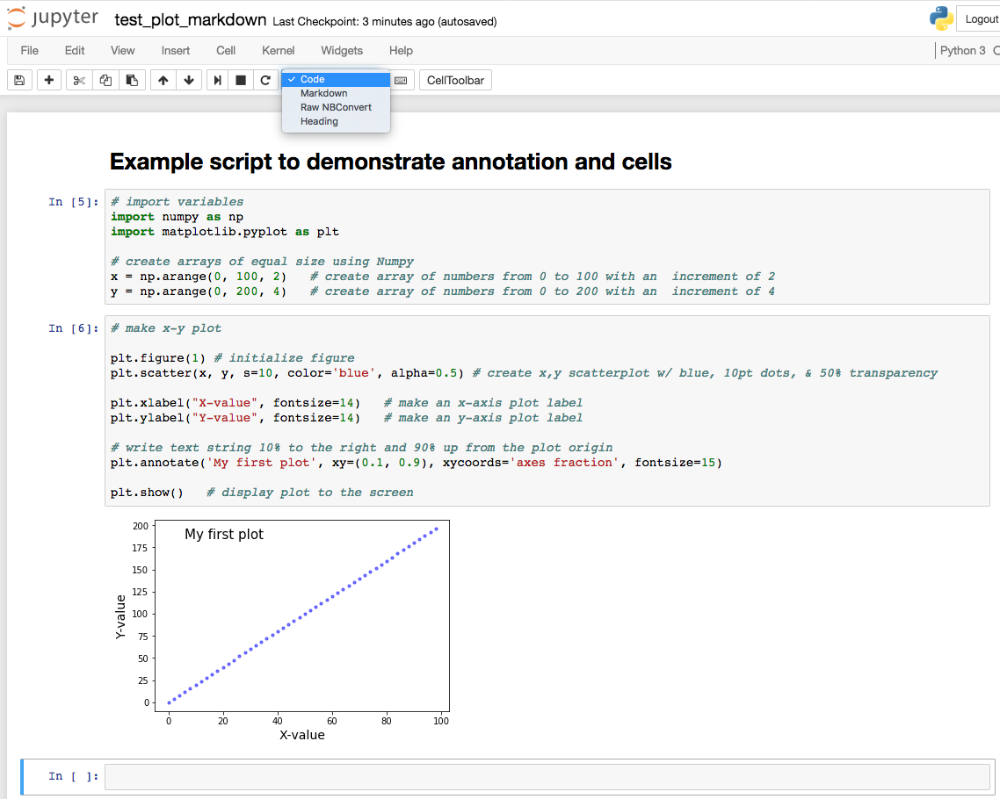 jupyter test_plot_markdown Last Checkpoint: 3 minutes ago (autosaved)
Logout
File Edit View Insert Cell Kernel Widgets Help
Python 3
Code
CellToolbar
Markdown
Raw NBConvert
Heading
Example script to demonstrate annotation and cells
In [5]:
# import variables
import numpy as np
import matplotlib.pyplot as plt
# create arrays of equal size using Numpy
x = np.arange(0, 100, 2)   # create array of numbers from 0 to 100 with an  increment of 2
y = np.arange(0, 200, 4)   # create array of numbers from 0 to 200 with an  increment of 4
In [6]:
# make x-y plot
plt.figure(1) # initialize figure
plt.scatter(x, y, s=10, color='blue', alpha=0.5) # create x,y scatterplot w/ blue, 10pt dots, & 50% transparency
plt.xlabel("X-value", fontsize=14)   # make an x-axis plot label
plt.ylabel("Y-value", fontsize=14)   # make an y-axis plot label
# write text string 10% to the right and 90% up from the plot origin
plt.annotate('My first plot', xy=(0.1, 0.9), xycoords='axes fraction', fontsize=15)
plt.show()   # display plot to the screen
My first plot
200
175
150
125
100
75
50
25
0
Y-value
0 20 40 60 80 100
X-value
In [ ]: